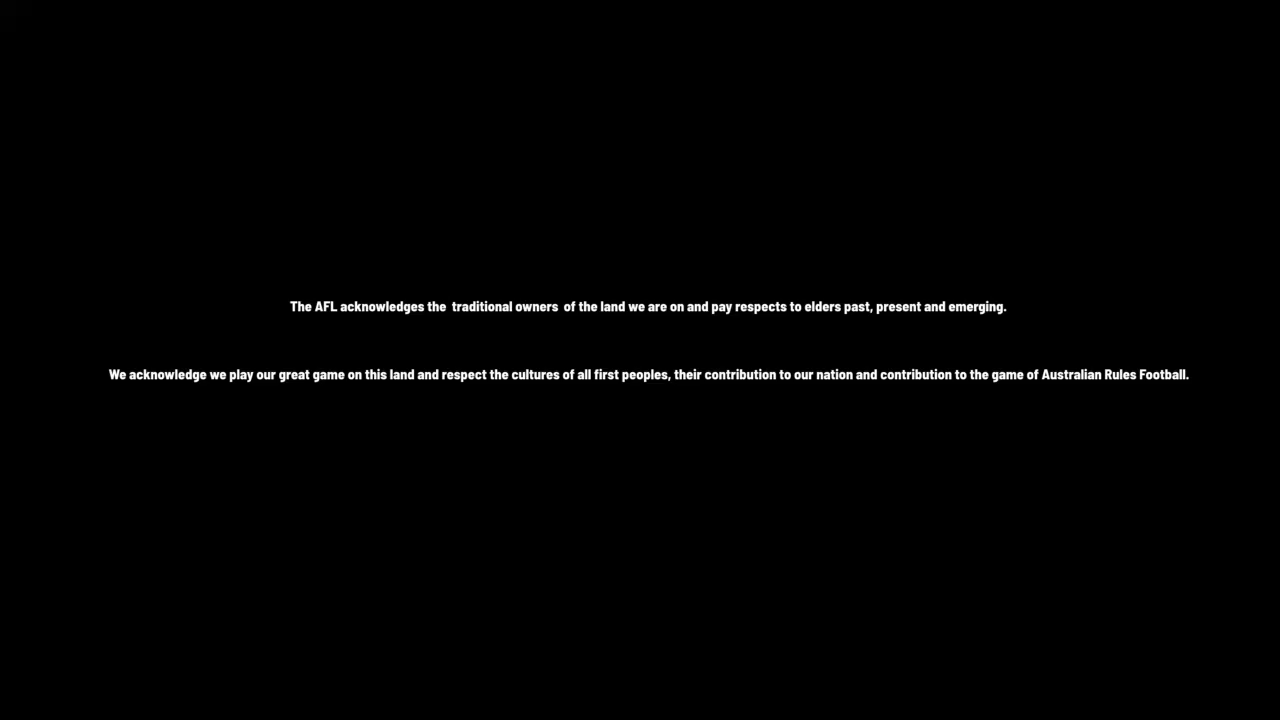 The AFL acknowledges the  traditional owners  of the land we are on and pay respects to elders past, present and emerging.
We acknowledge we play our great game on this land and respect the cultures of all first peoples, their contribution to our nation and contribution to the game of Australian Rules Football.